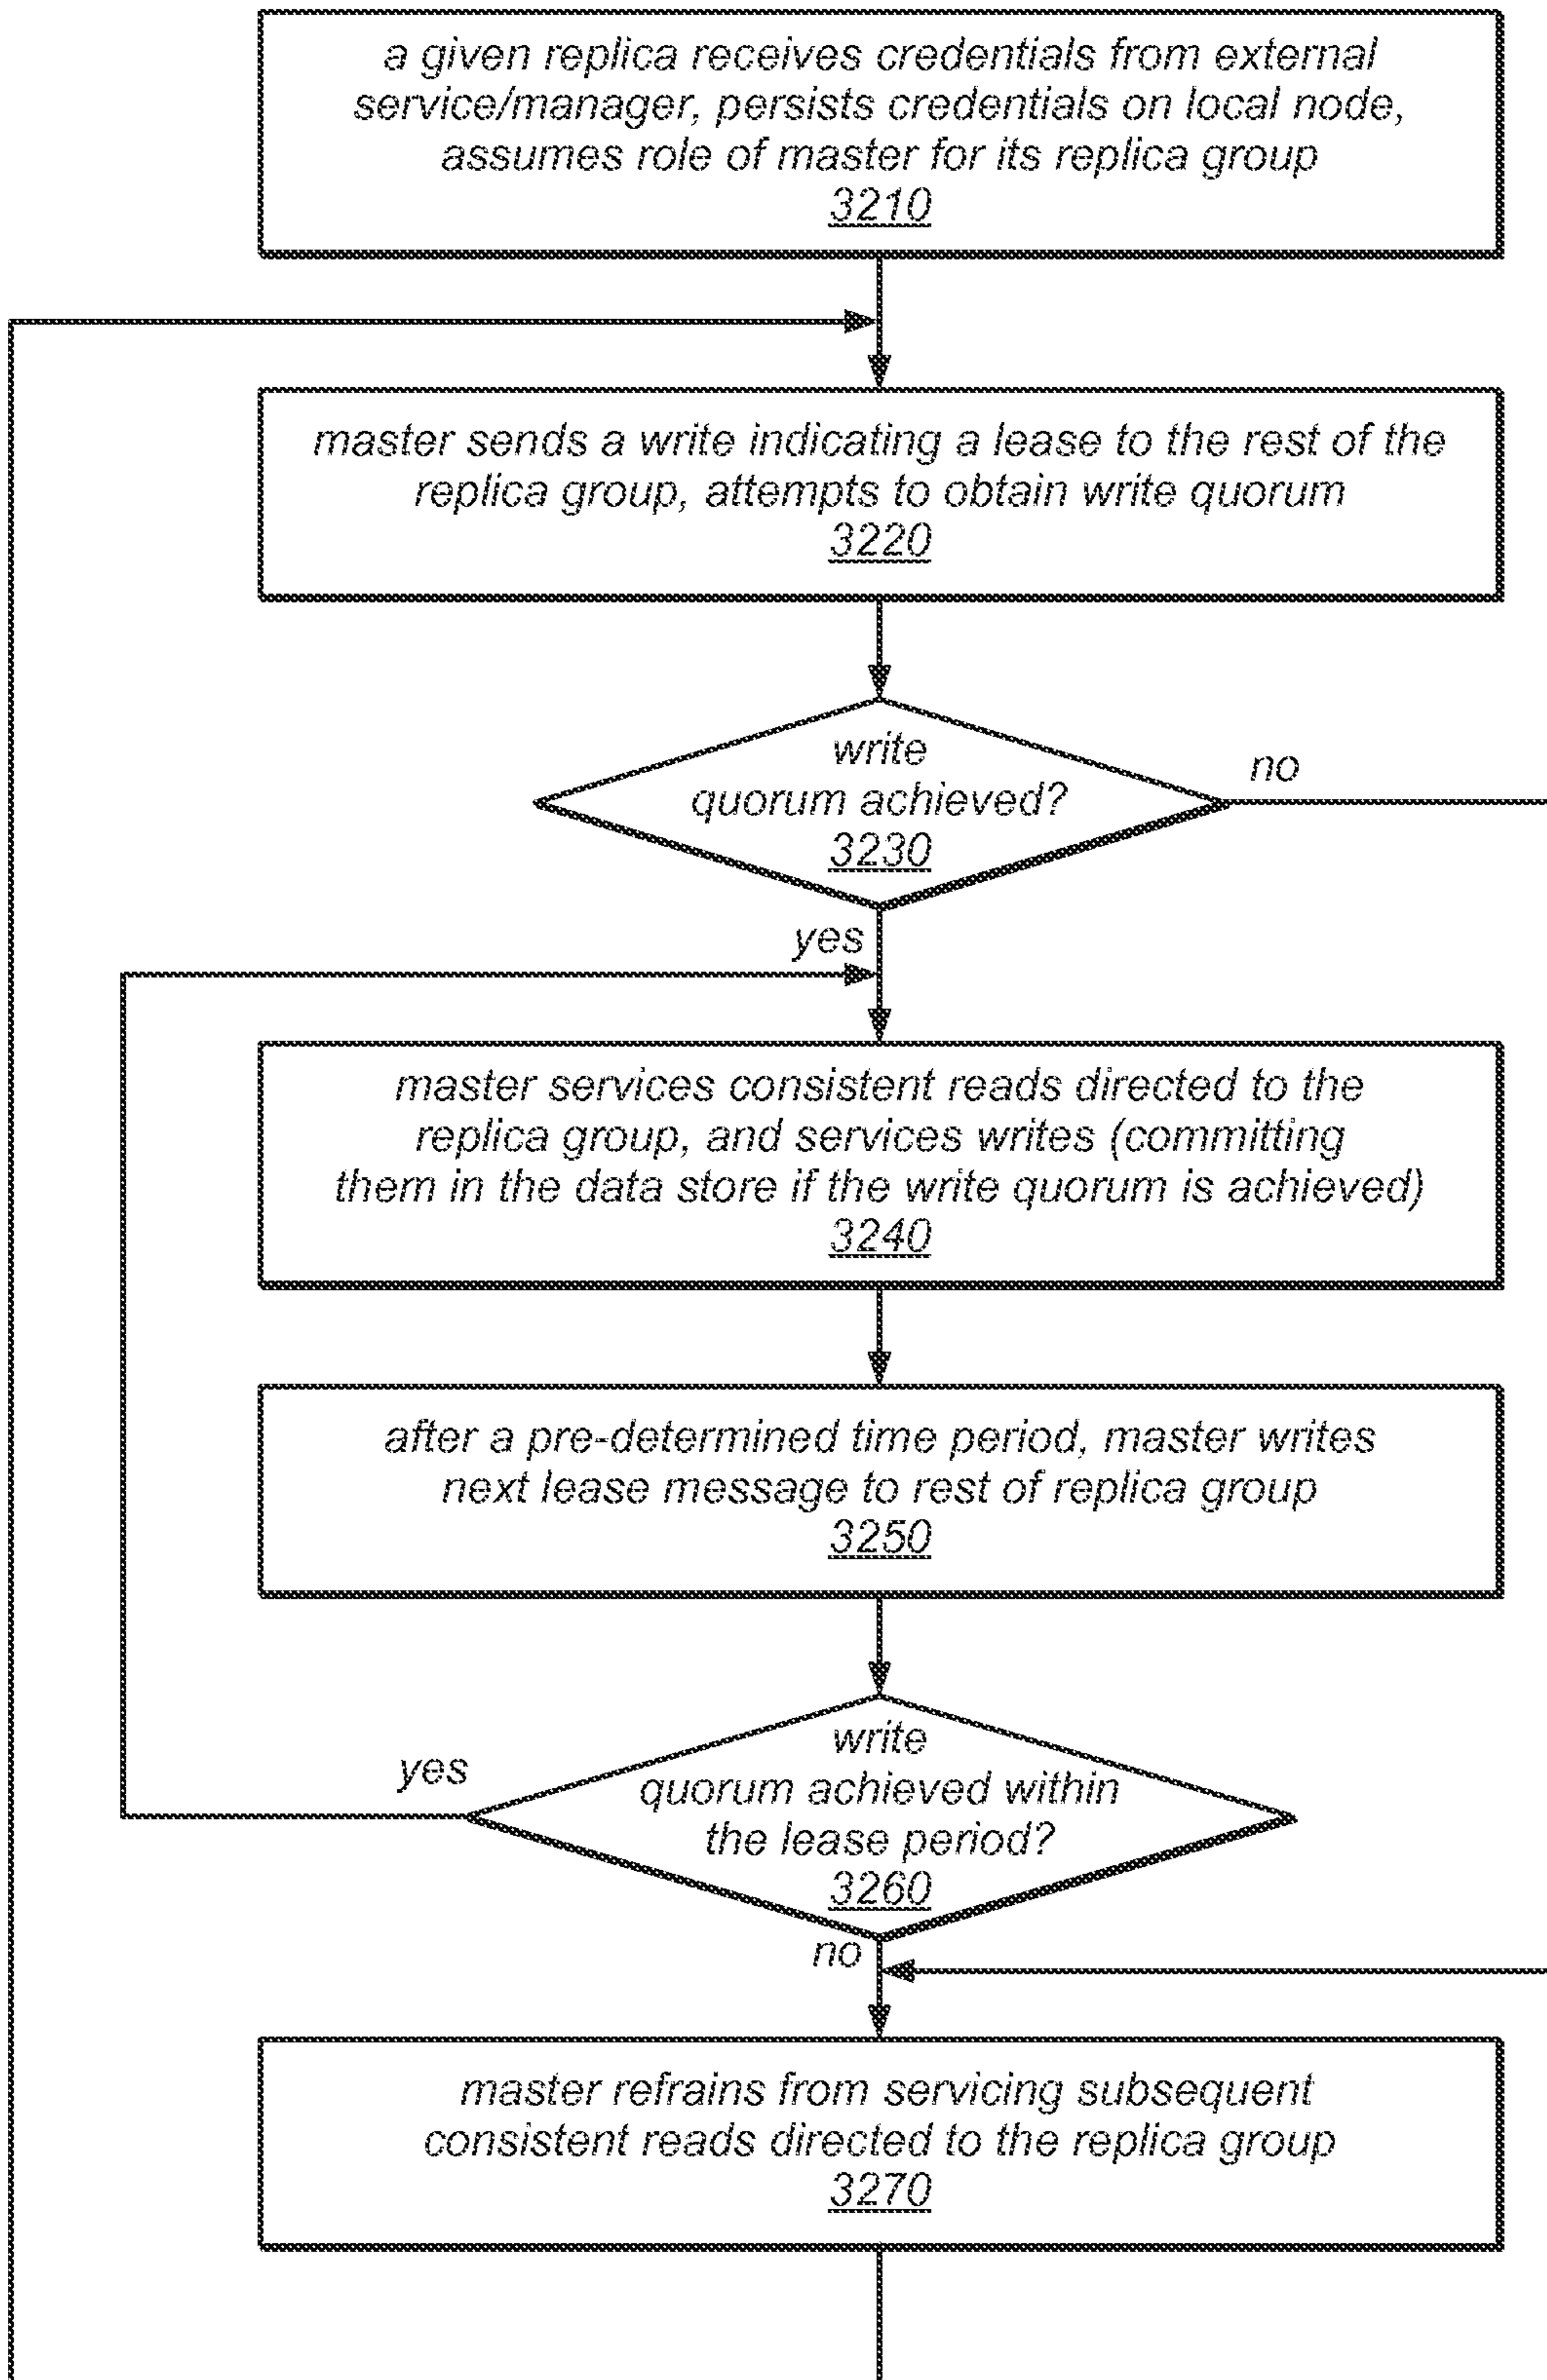 a given replica receives credentials from external
service/manager, persists credentials on local node,
assumes role of master for its replica group
3210
master sends a write indicating a lease to the rest of the
replica group, attempts to obtain write quorum
3220
write
quorum achieved?
3230
no
yes
master services consistent reads directed to the
replica group, and services writes (committing
them in the data store if the write quorum is achieved)
3240
after a pre-determined time period, master writes
next lease message to rest of replica group
3250
write
quorum achieved within
the lease period?
3260
yes
no
master refrains from servicing subsequent
consistent reads directed to the replica group
3270